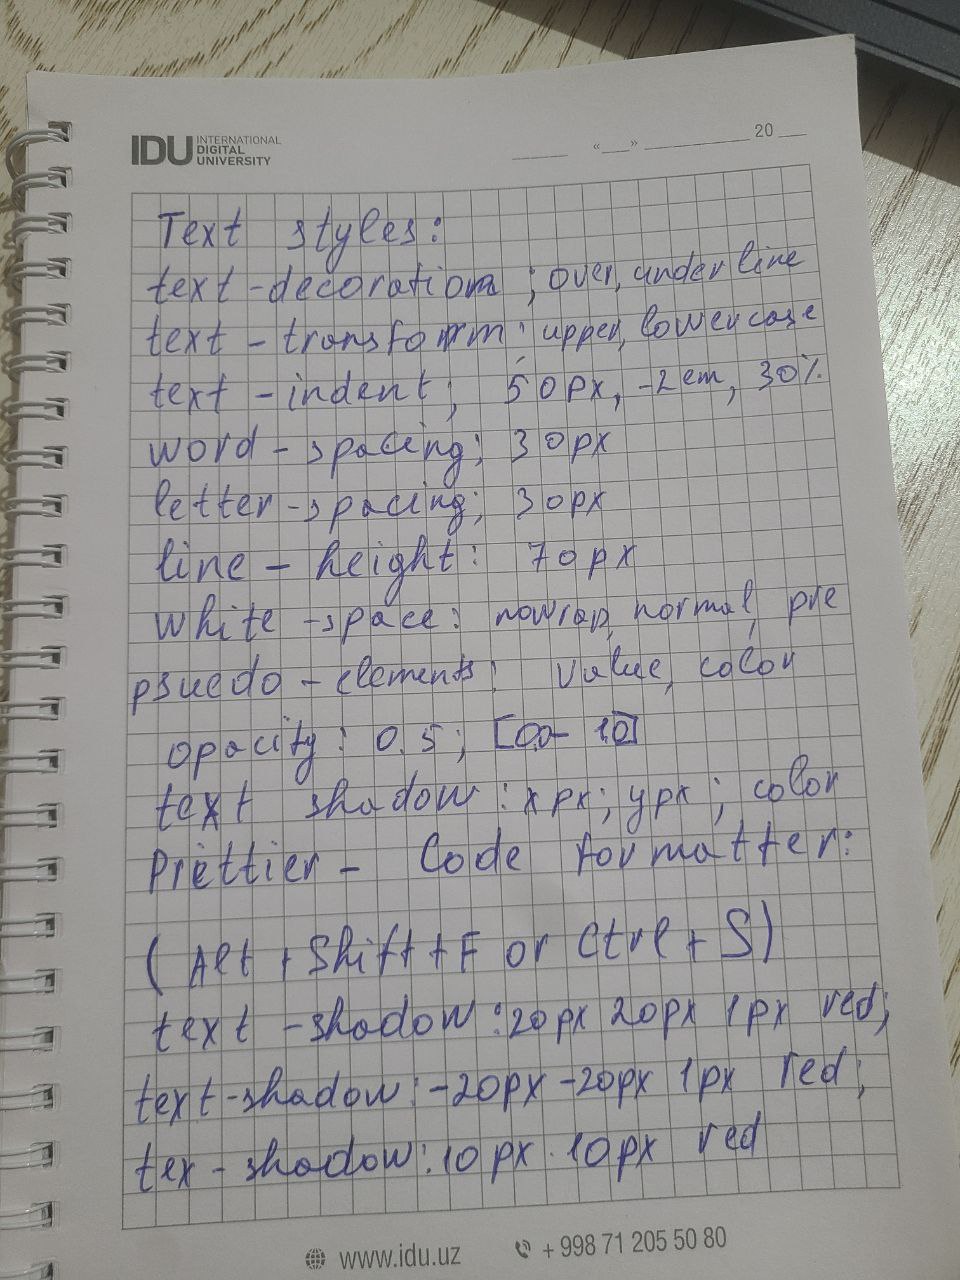 IDU INTERNATIONAL
DIGITAL
UNIVERSITY
"___" 20
Text styles:
text-decoration; over, underline
text-transform: upper, lowercase
text-indent; 50px, -2em, 30%.
word-spacing; 30px
letter-spacing; 30px
line-height: 70px
white-space: nowrap, normal, pre
psuedo-elements: value, color
opacity: 0.5; [0.0-1.0]
text shadow: xpx; ypx; color
Prettier - Code formatter:
(Alt + Shift + F or Ctrl + S)
text-shadow: 20px 20px 1px red;
text-shadow: -20px -20px 1px red;
tex-shadow: 10px 10px red
www.idu.uz + 998 71 205 50 80